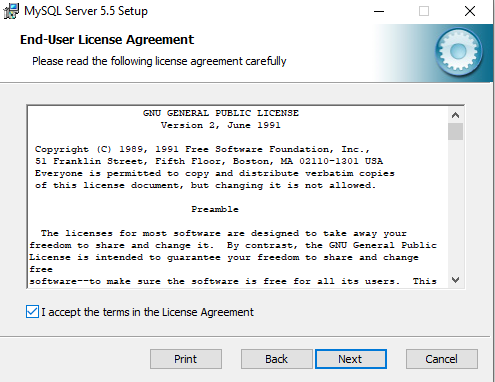 MySQL Server 5.5 Setup
End-User License Agreement
Please read the following license agreement carefully
GNU GENERAL PUBLIC LICENSE
Version 2, June 1991
Copyright (C) 1989, 1991 Free Software Foundation, Inc.,
51 Franklin Street, Fifth Floor, Boston, MA 02110-1301 USA
Everyone is permitted to copy and distribute verbatim copies
of this license document, but changing it is not allowed.
Preamble
The licenses for most software are designed to take away your
freedom to share and change it. By contrast, the GNU General Public
License is intended to guarantee your freedom to share and change
free
software--to make sure the software is free for all its users. This
I accept the terms in the License Agreement
Print Back Next Cancel